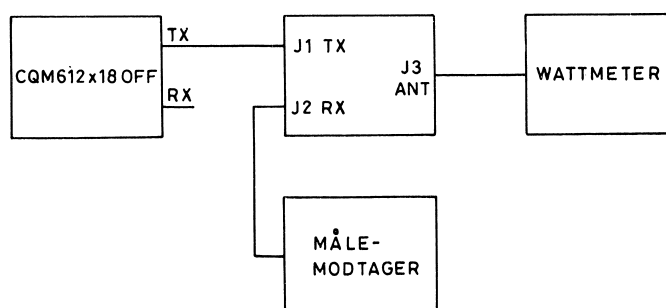 TX
CQM612x18 OFF
RX
J1 TX
J3
ANT
J2 RX
WATTMETER
MÅLE-
MODTAGER